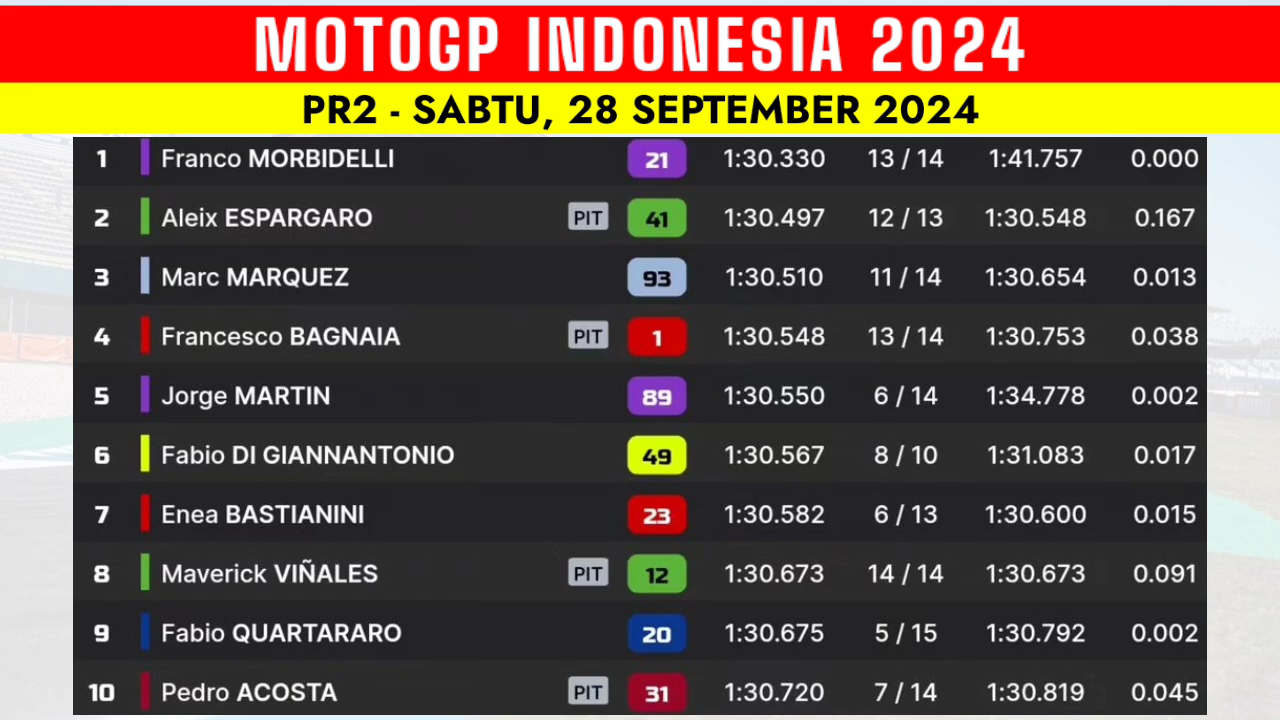 MOTOGP INDONESIA 2024
PR2 - SABTU, 28 SEPTEMBER 2024
1 Franco MORBIDELLI 21 1:30.330 13 / 14 1:41.757 0.000
2 Aleix ESPARGARO PIT 41 1:30.497 12 / 13 1:30.548 0.167
3 Marc MARQUEZ 93 1:30.510 11 / 14 1:30.654 0.013
4 Francesco BAGNAIA PIT 1 1:30.548 13 / 14 1:30.753 0.038
5 Jorge MARTIN 89 1:30.550 6 / 14 1:34.778 0.002
6 Fabio DI GIANNANTONIO 49 1:30.567 8 / 10 1:31.083 0.017
7 Enea BASTIANINI 23 1:30.582 6 / 13 1:30.600 0.015
8 Maverick VIÑALES PIT 12 1:30.673 14 / 14 1:30.673 0.091
9 Fabio QUARTARARO 20 1:30.675 5 / 15 1:30.792 0.002
10 Pedro ACOSTA PIT 31 1:30.720 7 / 14 1:30.819 0.045